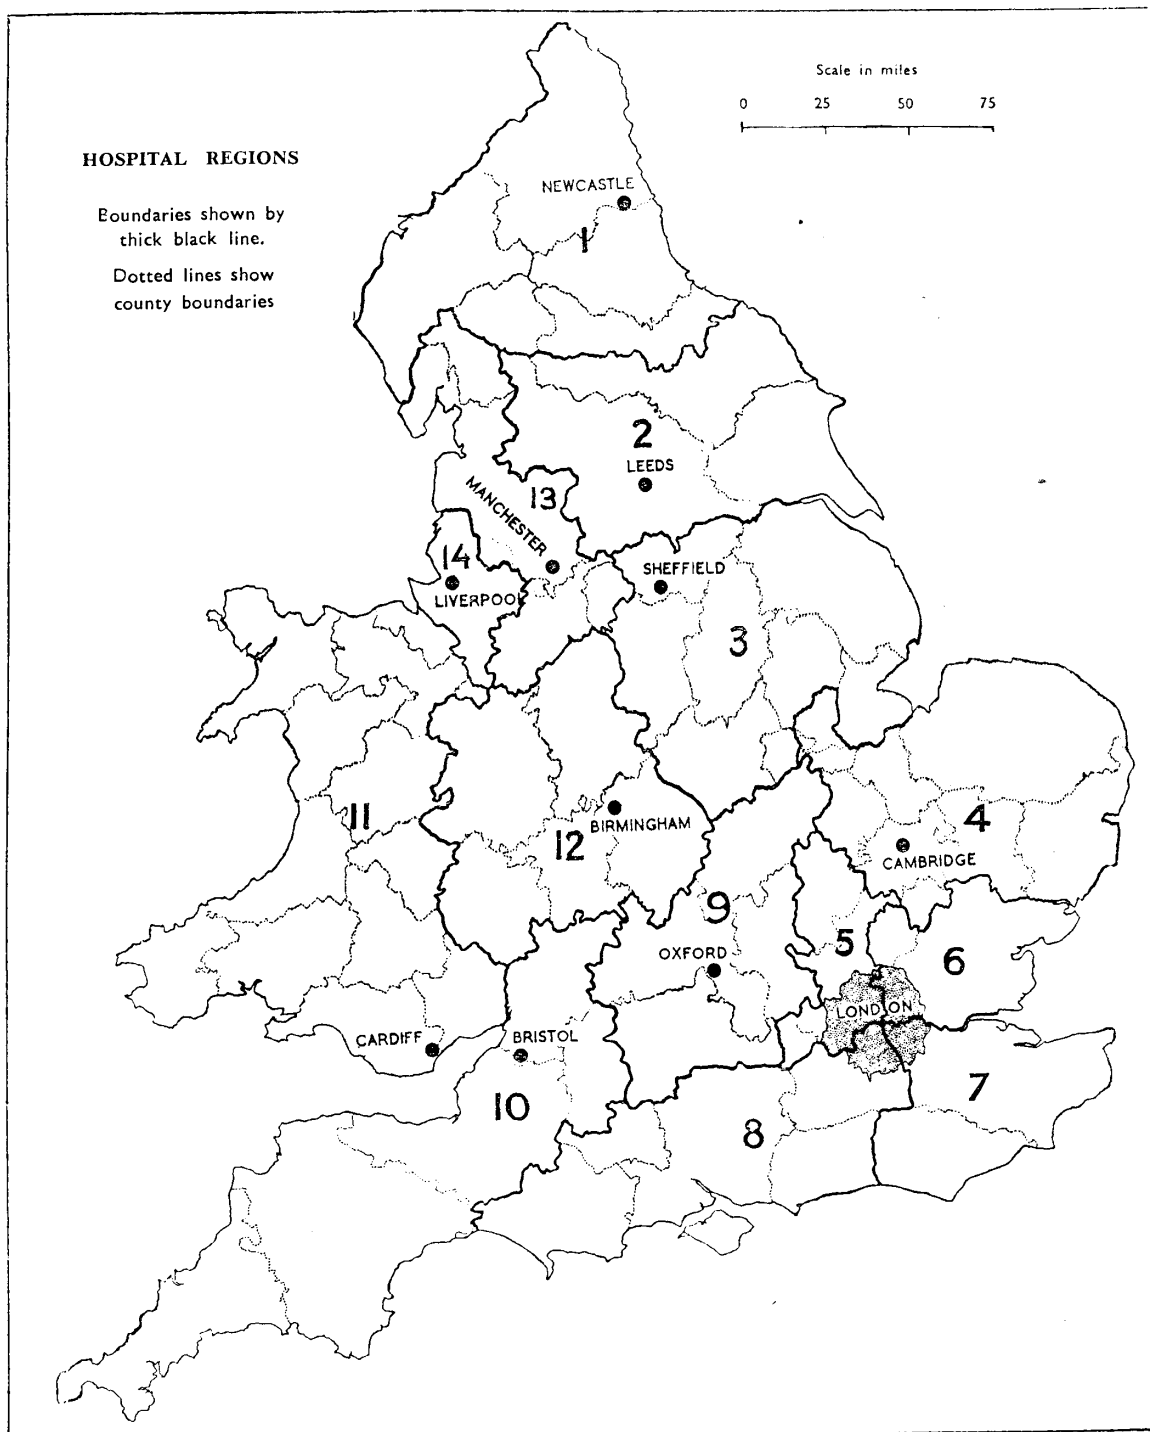 Scale in miles
0 25 50 75
HOSPITAL REGIONS
Boundaries shown by
thick black line.
Dotted lines show
county boundaries
NEWCASTLE
1
2
LEEDS
13
MANCHESTER
14
LIVERPOOL
SHEFFIELD
3
11
12
BIRMINGHAM
4
CAMBRIDGE
9
OXFORD
5
6
LONDON
CARDIFF
BRISTOL
10
7
8